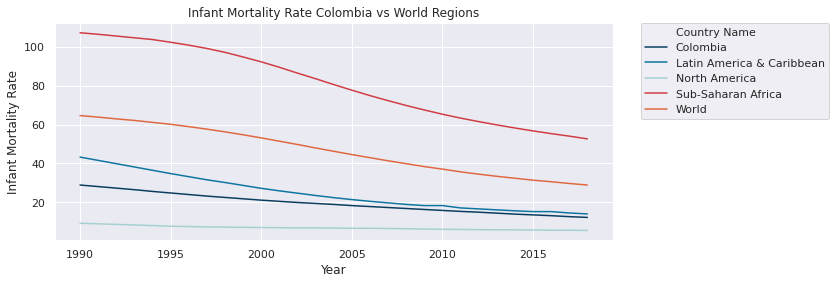 Infant Mortality Rate Colombia vs World Regions
Infant Mortality Rate
100
80
60
40
20
1990
1995
2000
2005
2010
2015
Year
Country Name
Colombia
Latin America & Caribbean
North America
Sub-Saharan Africa
World